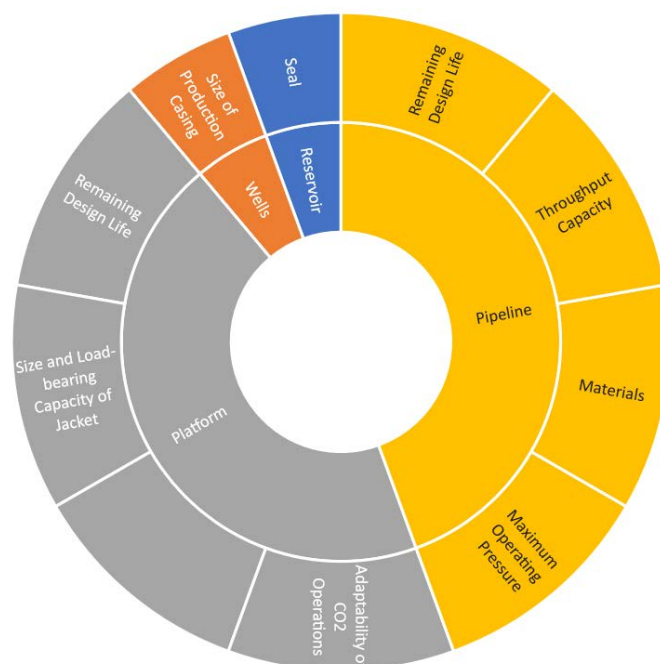 Seal
Remaining
Design Life
Size of
Production
Casing
Reservoir
Wells
Throughput
Capacity
Remaining
Design Life
Pipeline
Materials
Size and Load-
bearing
Capacity of
Jacket
Platform
Maximum
Operating
Pressure
Adaptability o
CO2
Operations